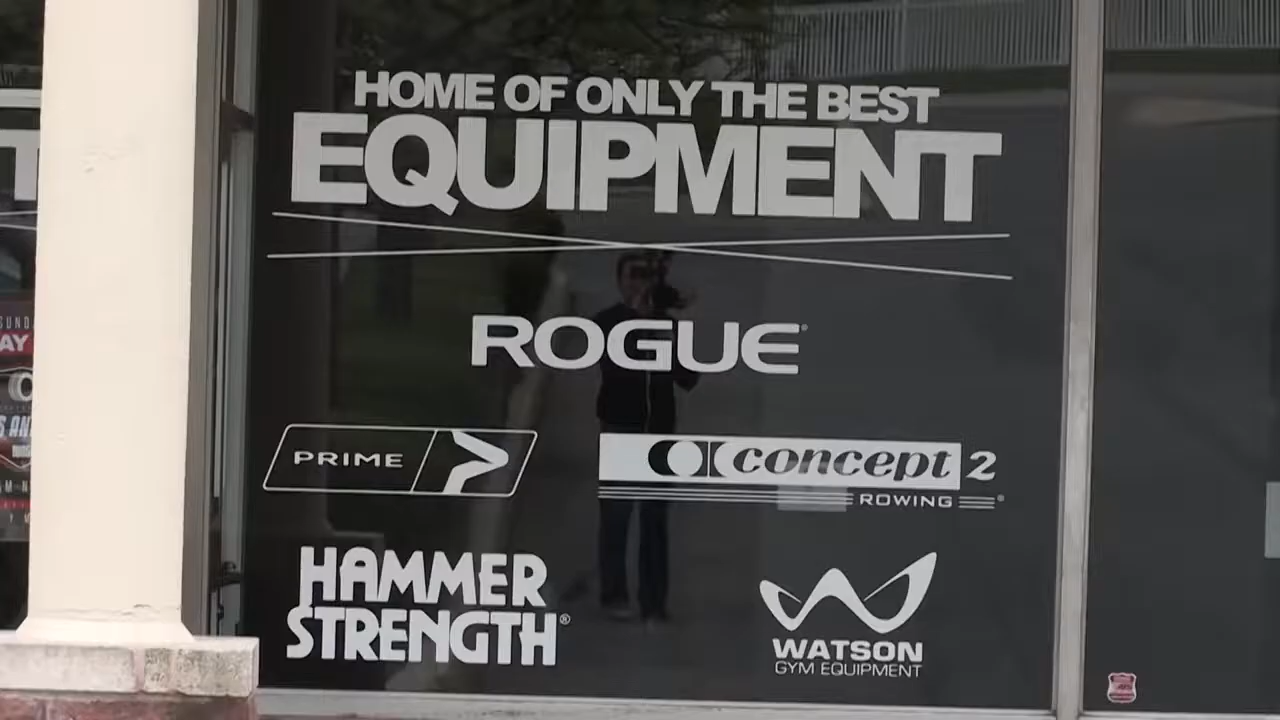 HOME OF ONLY THE BEST
EQUIPMENT
ROGUE
PRIME
concept 2
ROWING
HAMMER
STRENGTH®
WATSON
GYM EQUIPMENT